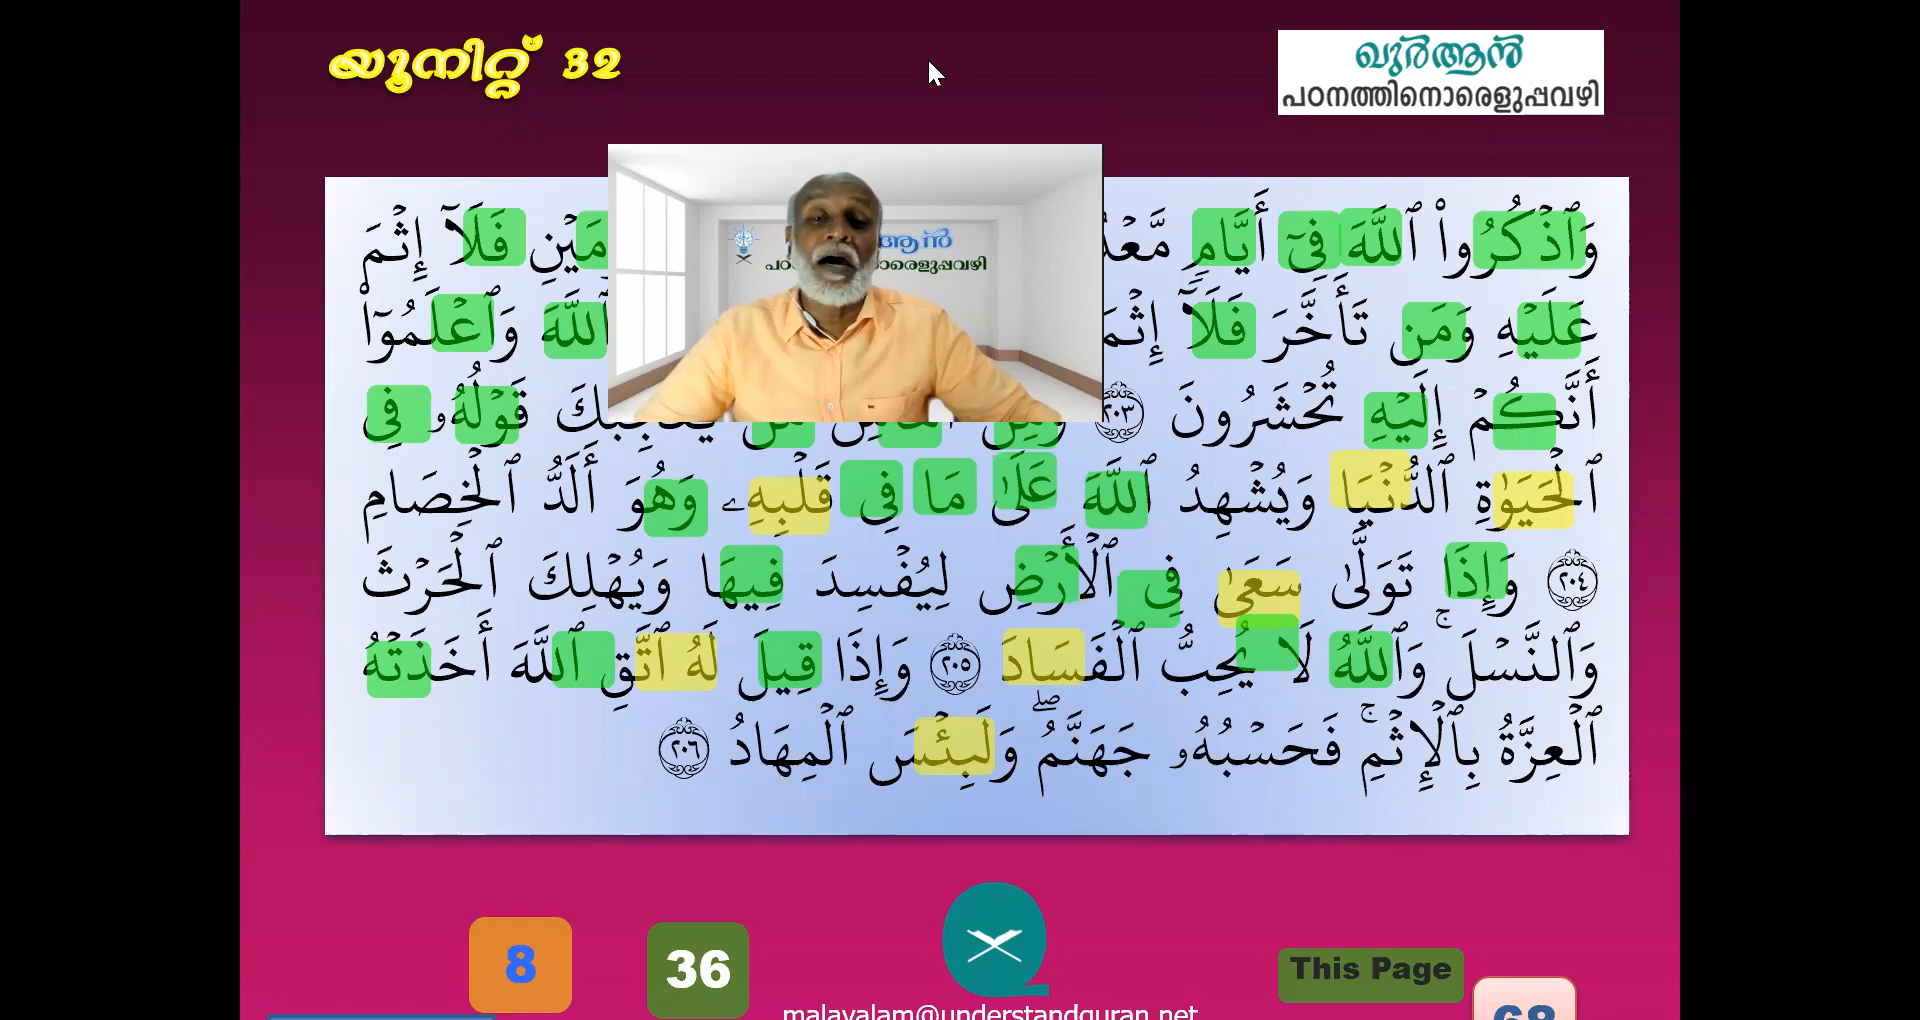 യൂനിറ്റ് 32
ഖുർആൻ
പഠനത്തിനൊരെളുപ്പവഴി
وَٱذْكُرُوا۟ ٱللَّهَ فِىٓ أَيَّامٍ فَلَآ إِثْمَ
عَلَيْهِ وَمَن تَأَخَّرَ فَلَآ إِثْمَ ٱللَّهَ وَٱعْلَمُوٓا۟
أَنَّكُمْ إِلَيْهِ تُحْشَرُونَ ٢٠٣ قَوْلُهُۥ فِى
ٱلْحَيَوٰةِ ٱلدُّنْيَا وَيُشْهِدُ ٱللَّهَ عَلَىٰ مَا فِى قَلْبِهِۦ وَهُوَ أَلَدُّ ٱلْخِصَامِ
٢٠٤ وَإِذَا تَوَلَّىٰ سَعَىٰ فِى ٱلْأَرْضِ لِيُفْسِدَ فِيهَا وَيُهْلِكَ ٱلْحَرْثَ
وَٱلنَّسْلَ ۚ وَٱللَّهُ لَا يُحِبُّ ٱلْفَسَادَ ٢٠٥ وَإِذَا قِيلَ لَهُ ٱتَّقِ ٱللَّهَ أَخَذَتْهُ
ٱلْعِزَّةُ بِٱلْإِثْمِ ۚ فَحَسْبُهُۥ جَهَنَّمُ ۖ وَلَبِئْسَ ٱلْمِهَادُ ٢٠٦
8
36
This Page
68
malayalam@understandquran.net